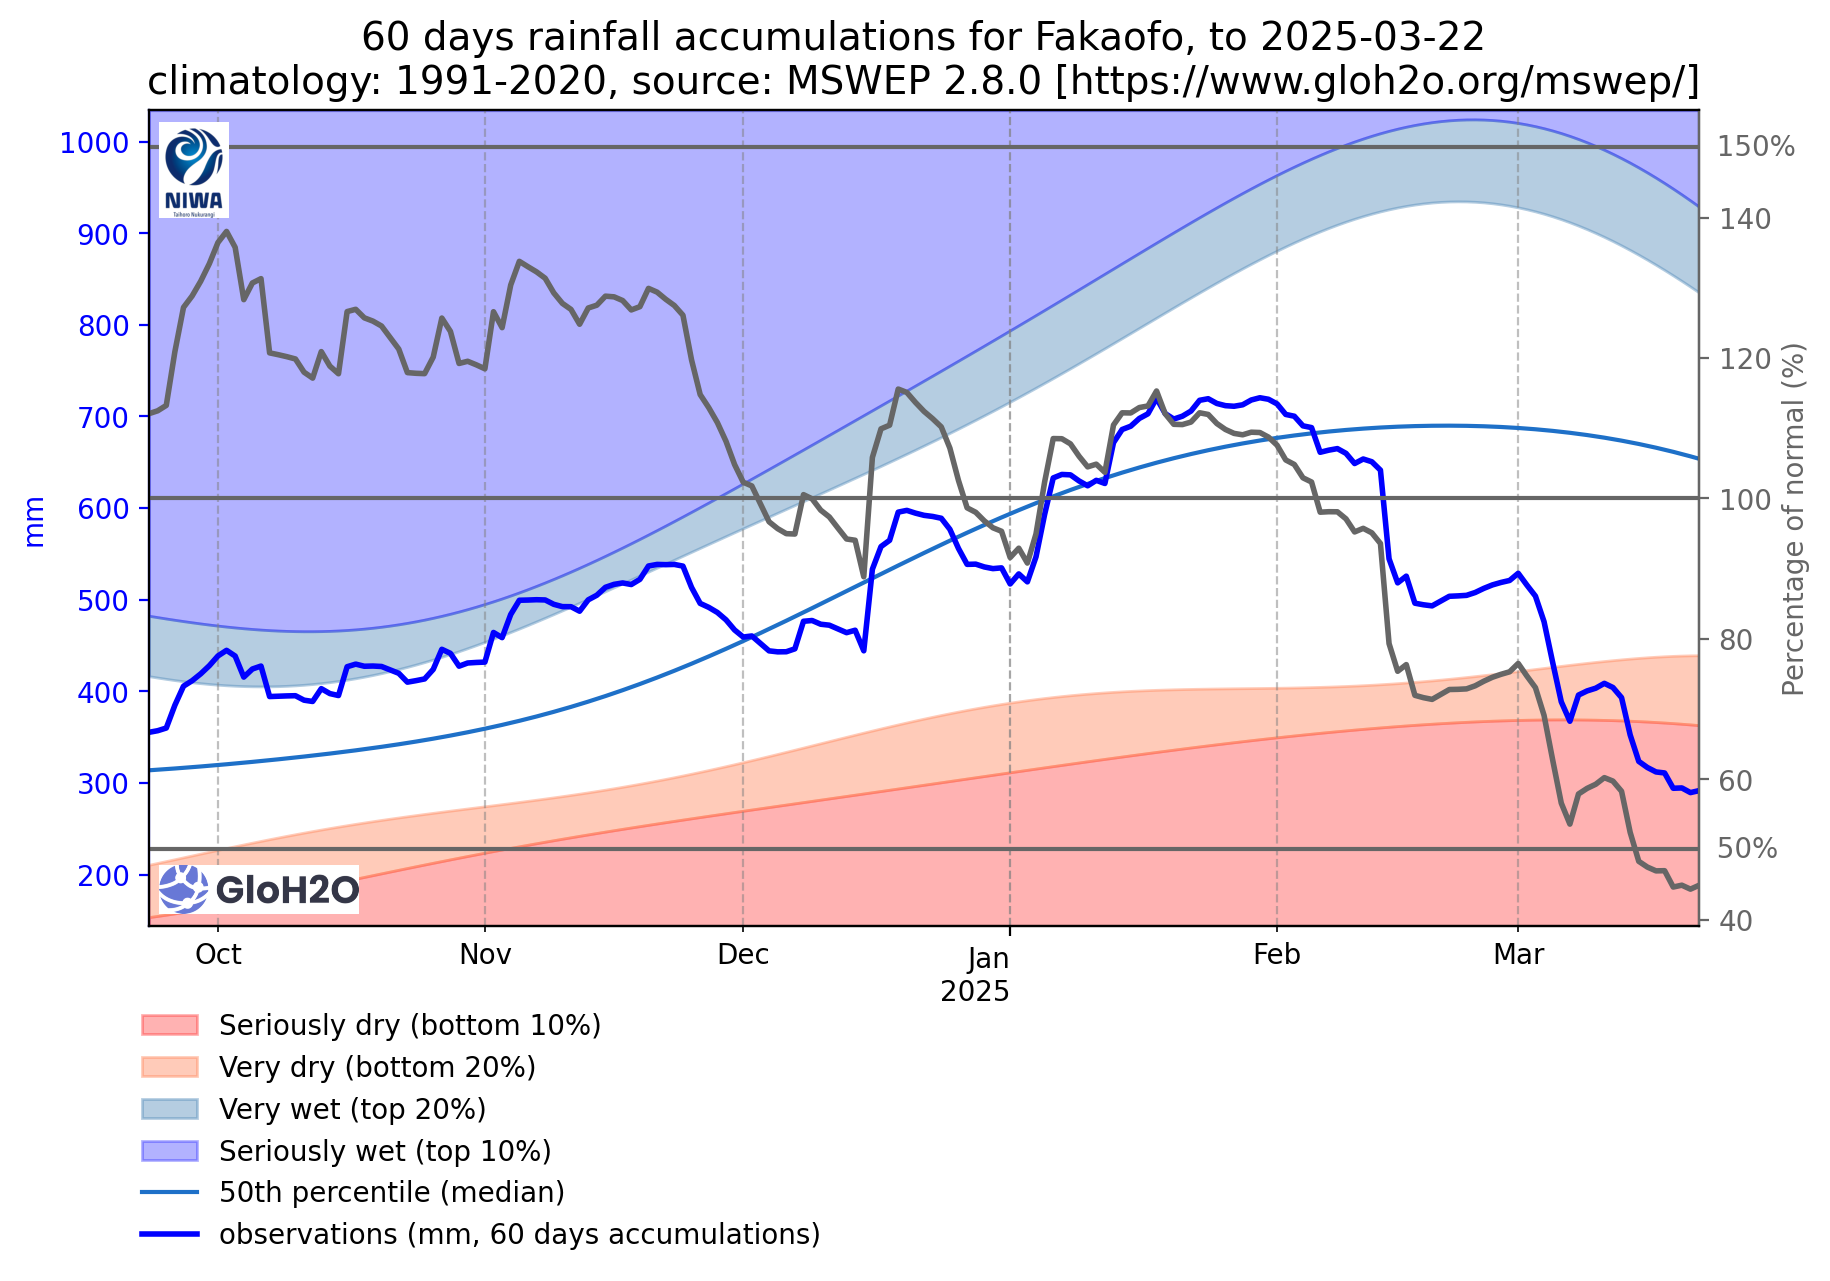 60 days rainfall accumulations for Fakaofo, to 2025-03-22
climatology: 1991-2020, source: MSWEP 2.8.0 [https://www.gloh2o.org/mswep/]
1000
900
800
700
600
500
400
300
200
mm
150%
140
120
100
80
60
50%
40
Percentage of normal (%)
NIWA
Taihoro Nukurangi
GloH2O
Oct
Nov
Dec
Jan
2025
Feb
Mar
Seriously dry (bottom 10%)
Very dry (bottom 20%)
Very wet (top 20%)
Seriously wet (top 10%)
50th percentile (median)
observations (mm, 60 days accumulations)